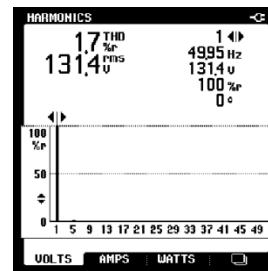 HARMONICS
1,7 THD %r
131,4 rms V
1
49,95 Hz
131,4 V
100 %r
0°
100
%r
50
0
1 5 9 13 17 21 25 29 33 37 41 45 49
VOLTS AMPS WATTS